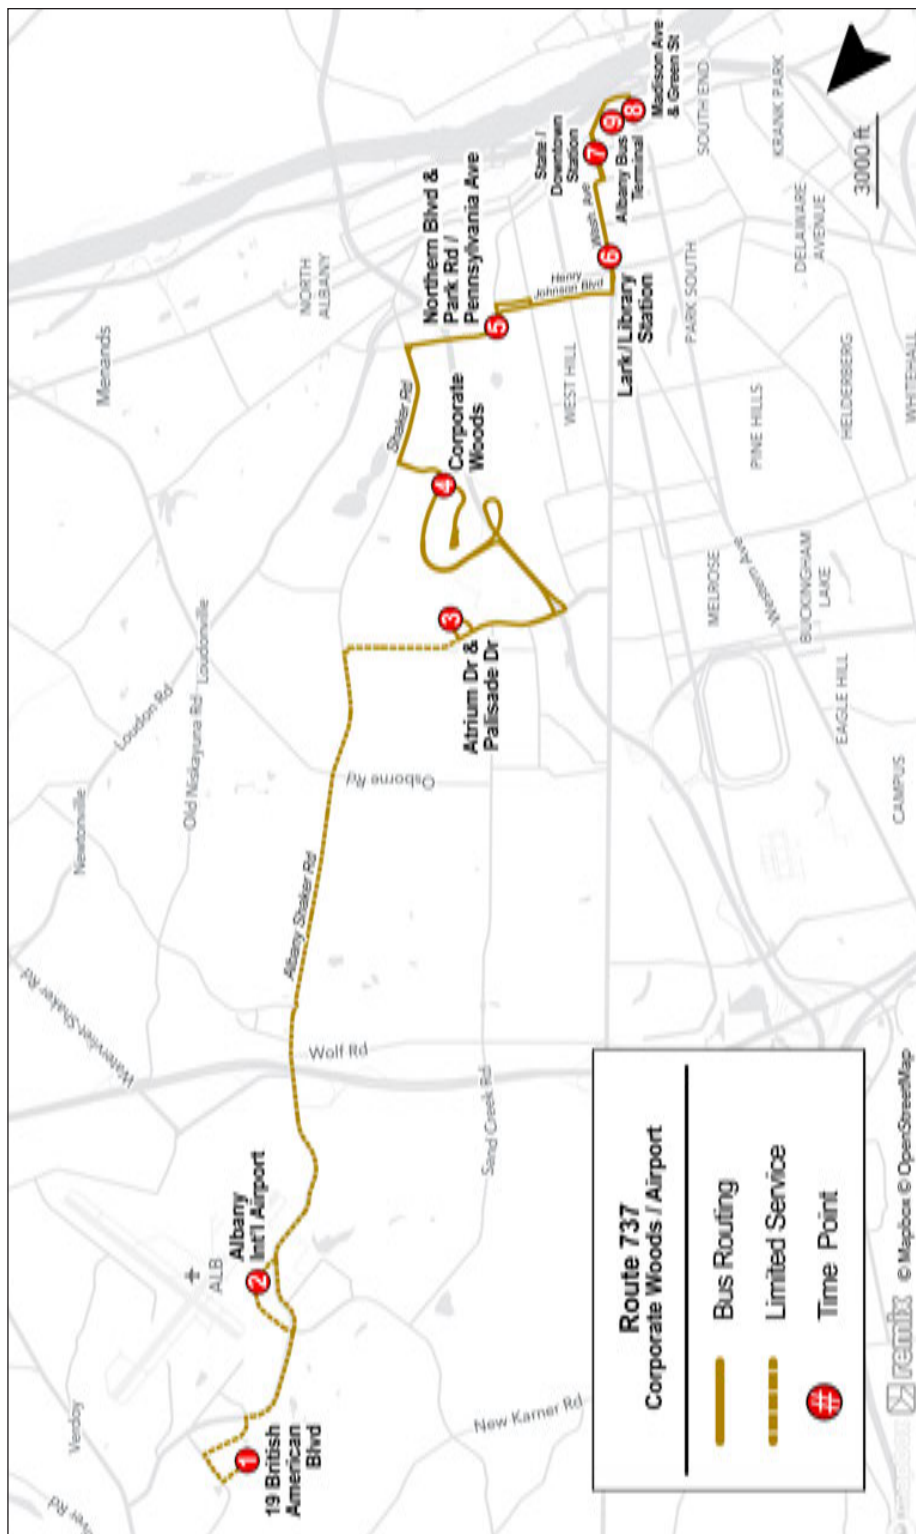 Route 737
Corporate Woods / Airport
Bus Routing
Limited Service
# Time Point
1
19 British
American
Blvd
2
Albany
Int'l Airport
ALB
3
Atrium Dr &
Palisade Dr
4
Corporate
Woods
5
Northern Blvd &
Park Rd /
Pennsylvania Ave
6
Lark / Library
Station
7
State /
Downtown
Station
8
Madison Ave
& Green St
9
Albany Bus
Terminal
Verdoy
Watervliet-Shaker Rd
Newtonville
Loudon Rd
Old Niskayuna Rd
Loudonville
Menands
NORTH
ALBANY
Wolf Rd
Albany Shaker Rd
Osborne Rd
Shaker Rd
Henry
Johnson Blvd
Wash. Ave
New Karner Rd
Sand Creek Rd
WEST HILL
PARK SOUTH
SOUTH END
KRANK PARK
DELAWARE
AVENUE
PINE HILLS
HELDERBERG
WHITEHALL
MELROSE
Western Ave
BUCKINGHAM
LAKE
EAGLE HILL
CAMPUS
3000 ft
remix
© Mapbox © OpenStreetMap